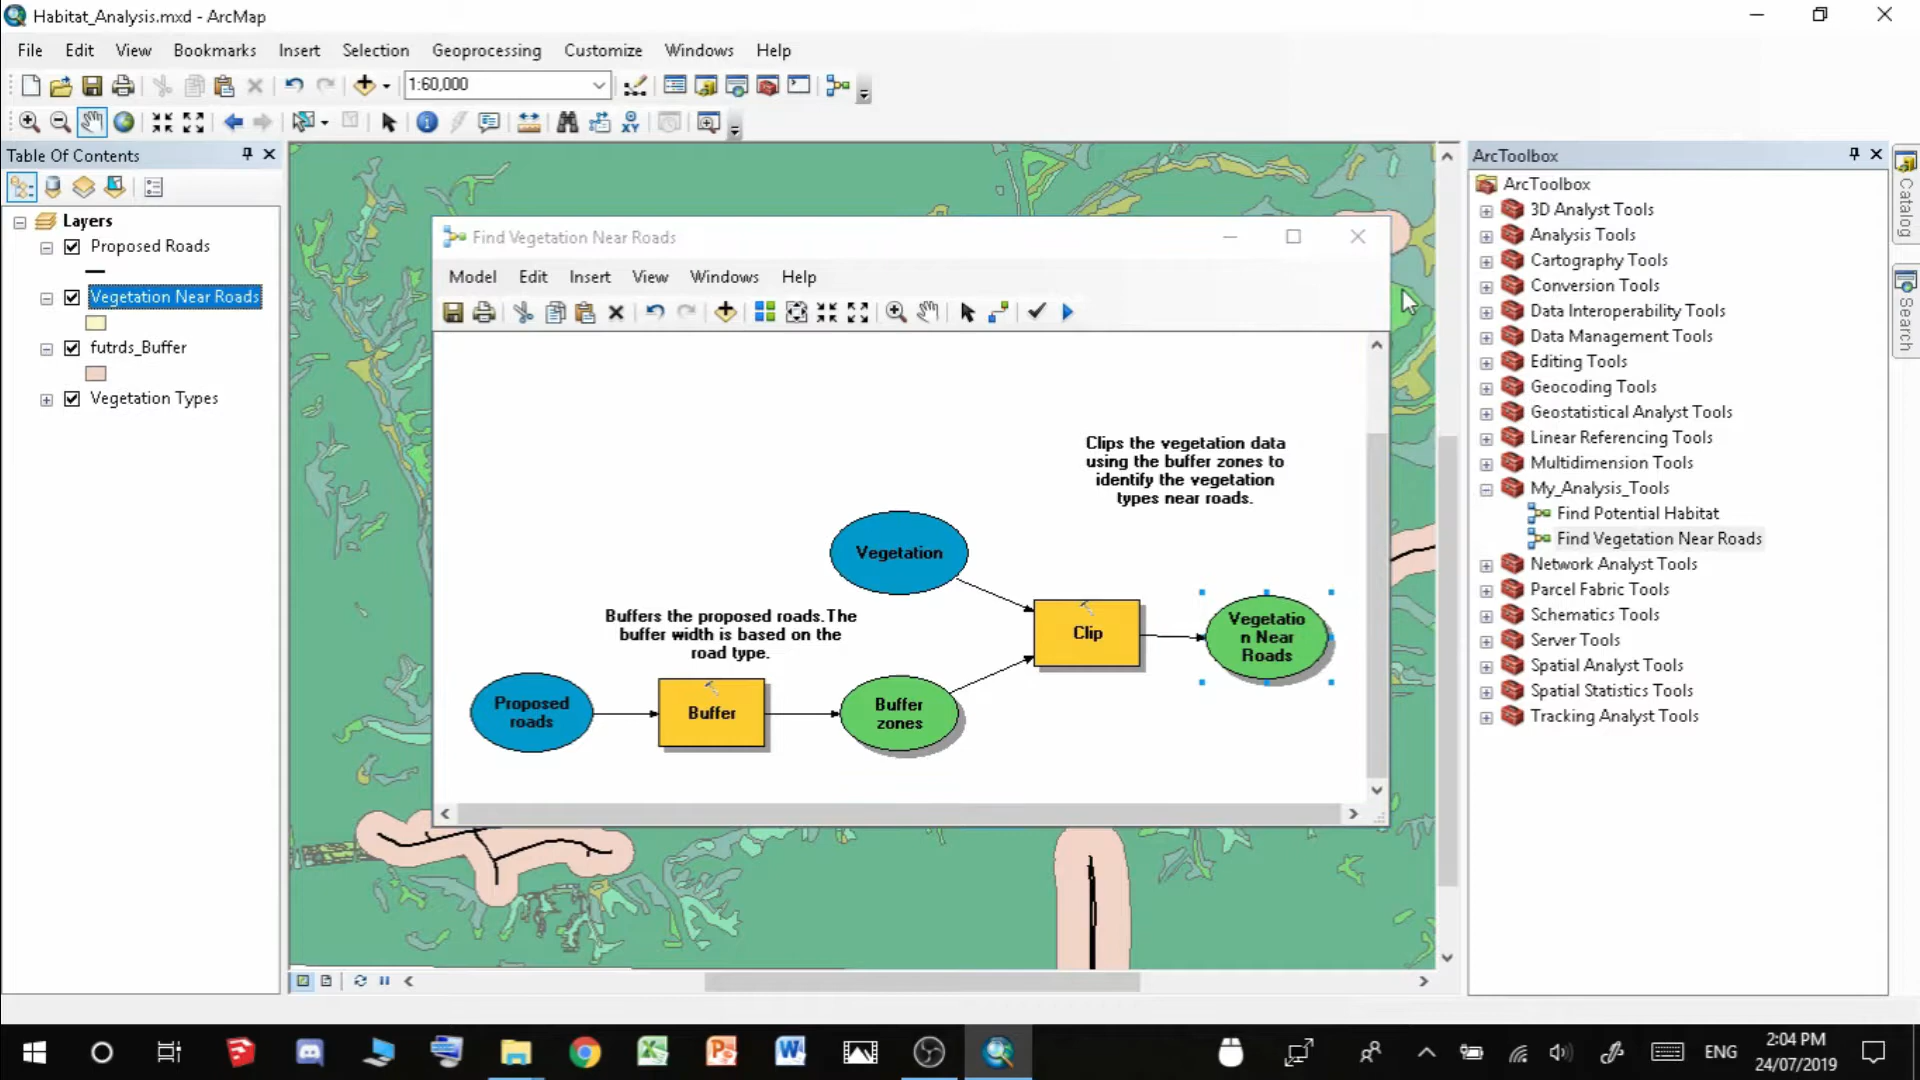 Habitat_Analysis.mxd - ArcMap
File Edit View Bookmarks Insert Selection Geoprocessing Customize Windows Help
1:60,000
XY
Table Of Contents
Layers
Proposed Roads
Vegetation Near Roads
futrds_Buffer
Vegetation Types
Find Vegetation Near Roads
Model Edit Insert View Windows Help
Clips the vegetation data
using the buffer zones to
identify the vegetation
types near roads.
Vegetation
Buffers the proposed roads.The
buffer width is based on the
road type.
Clip
Vegetatio
n Near
Roads
Proposed
roads
Buffer
Buffer
zones
ArcToolbox
ArcToolbox
3D Analyst Tools
Analysis Tools
Cartography Tools
Conversion Tools
Data Interoperability Tools
Data Management Tools
Editing Tools
Geocoding Tools
Geostatistical Analyst Tools
Linear Referencing Tools
Multidimension Tools
My_Analysis_Tools
Find Potential Habitat
Find Vegetation Near Roads
Network Analyst Tools
Parcel Fabric Tools
Schematics Tools
Server Tools
Spatial Analyst Tools
Spatial Statistics Tools
Tracking Analyst Tools
Catalog
Search
ENG
2:04 PM
24/07/2019